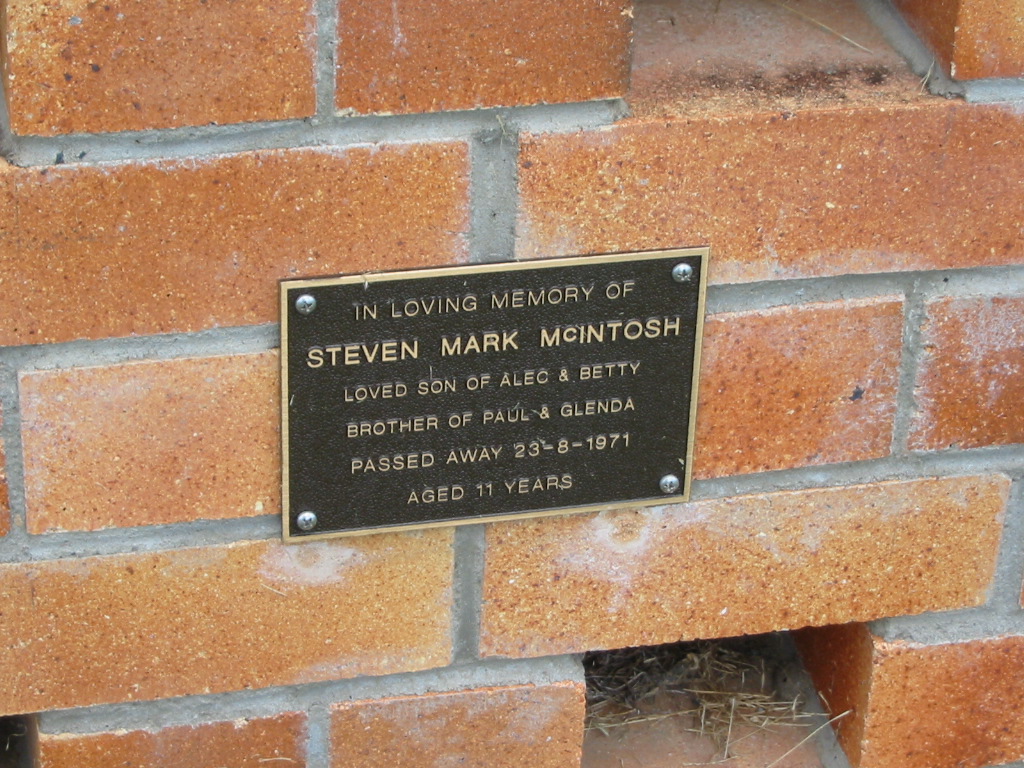 IN LOVING MEMORY OF
STEVEN MARK McINTOSH
LOVED SON OF ALEC & BETTY
BROTHER OF PAUL & GLENDA
PASSED AWAY 23-8-1971
AGED 11 YEARS